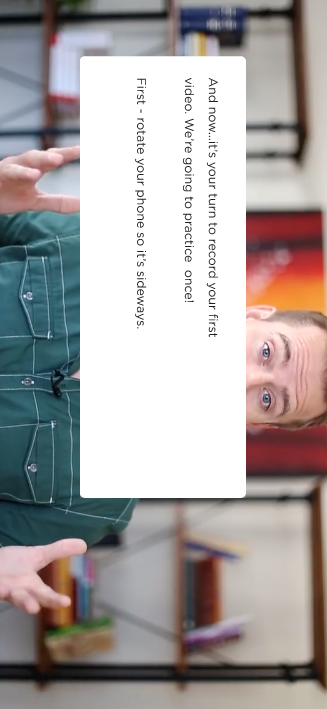 And now...it's your turn to record your first
video. We're going to practice once!
First - rotate your phone so it's sideways.